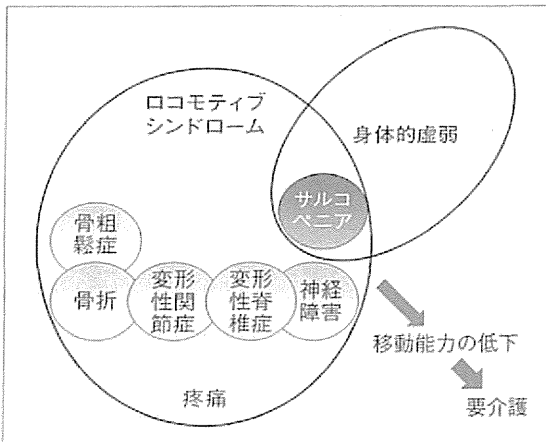 ロコモティブ
シンドローム
身体的虚弱
サルコ
ペニア
骨粗
鬆症
骨折
変形
性関
節症
変形
性脊
椎症
神経
障害
移動能力の低下
疼痛
要介護